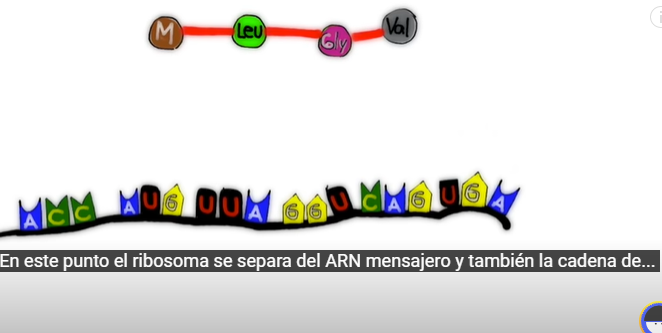 M Leu Gly Val
ACC AUG UUA GGU CAG UGA
En este punto el ribosoma se separa del ARN mensajero y también la cadena de...